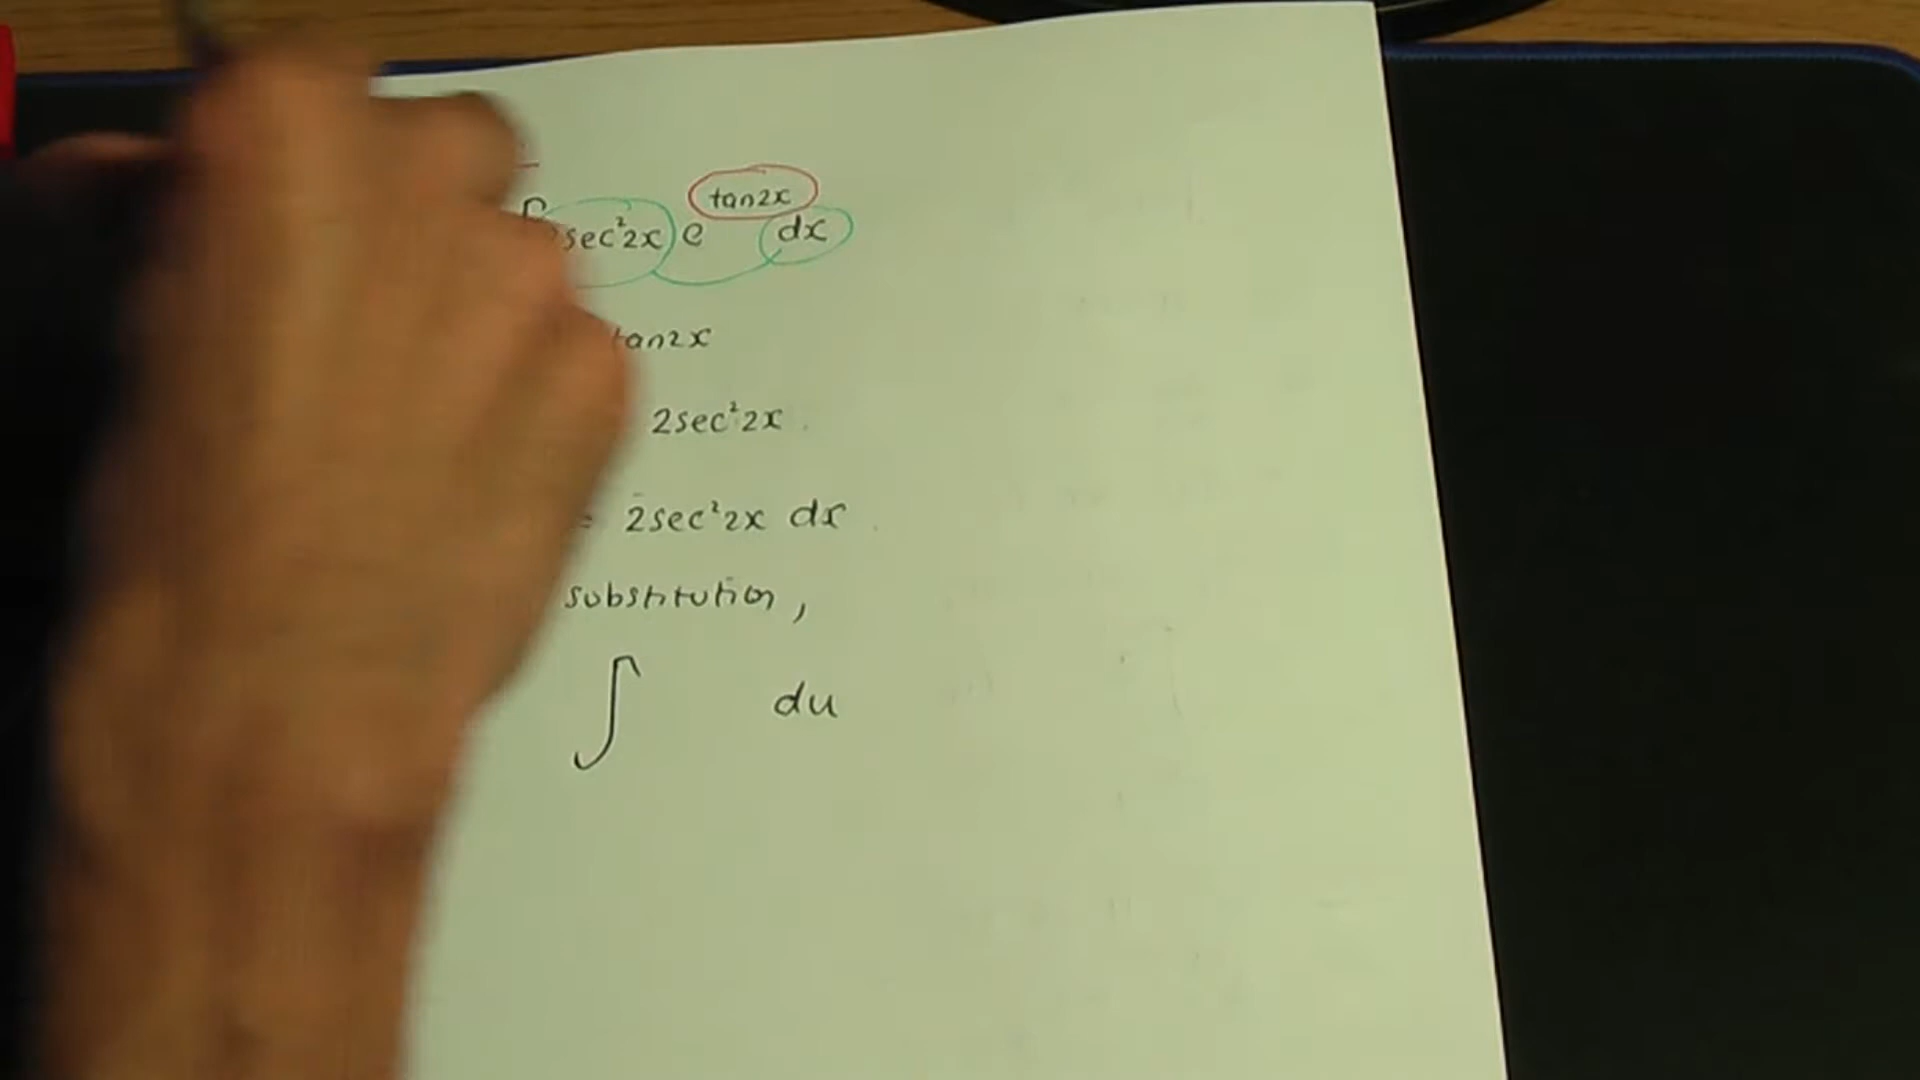 sec²2x e^tan2x dx
tan2x
2sec²2x
= 2sec²2x dx
substitution,
∫ du